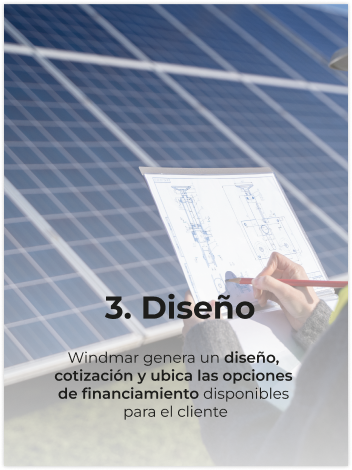 3. Diseño
Windmar genera un diseño,
cotización y ubica las opciones
de financiamiento disponibles
para el cliente